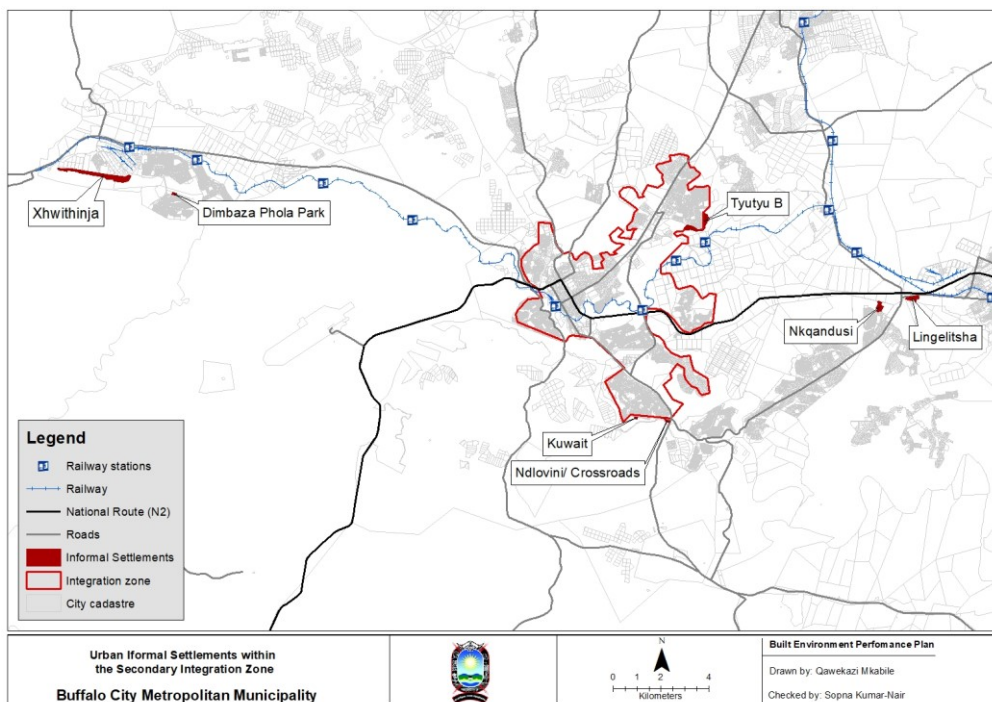 Xhwithinja
Dimbaza Phola Park
Tyutyu B
Nkqandusi
Lingelitsha
Kuwait
Ndlovini/ Crossroads
Legend
Railway stations
Railway
National Route (N2)
Roads
Informal Settlements
Integration zone
City cadastre
Urban Iformal Settlements within
the Secondary Integration Zone
Buffalo City Metropolitan Municipality
N
0 1 2 4
Kilometers
Built Environment Perfomance Plan
Drawn by: Qawekazi Mkabile
Checked by: Sopna Kumar-Nair